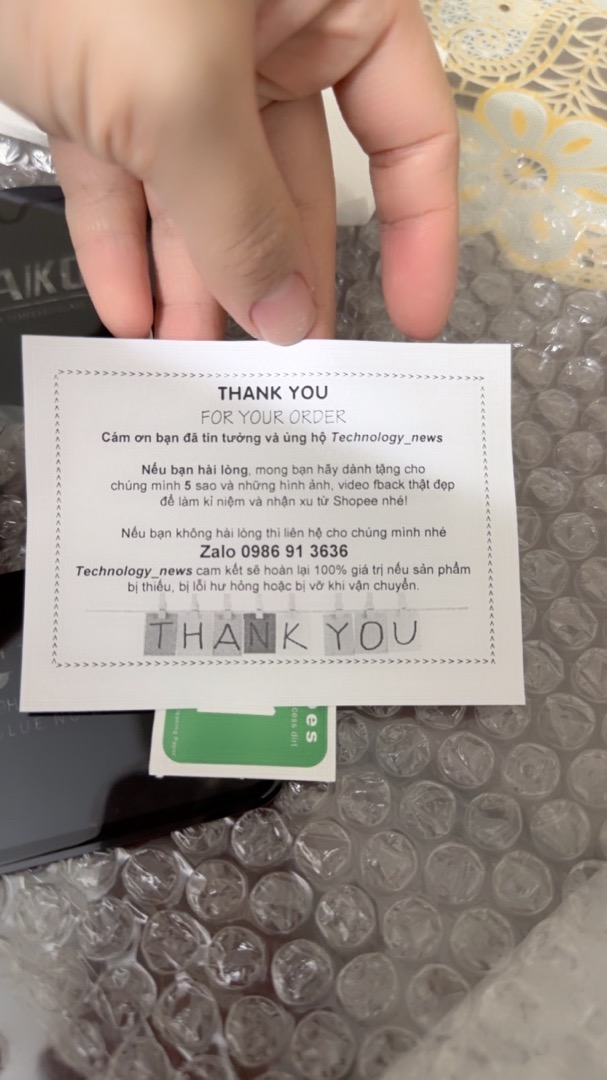 AIKO
THANK YOU
FOR YOUR ORDER
Cám ơn bạn đã tin tưởng và ủng hộ Technology_news
Nếu bạn hài lòng, mong bạn hãy dành tặng cho
chúng mình 5 sao và những hình ảnh, video fback thật đẹp
để làm kỉ niệm và nhận xu từ Shopee nhé!
Nếu bạn không hài lòng thì liên hệ cho chúng mình nhé
Zalo 0986 91 3636
Technology_news cam kết sẽ hoàn lại 100% giá trị nếu sản phẩm
bị thiếu, bị lỗi hư hỏng hoặc bị vỡ khi vận chuyển.
THANK YOU